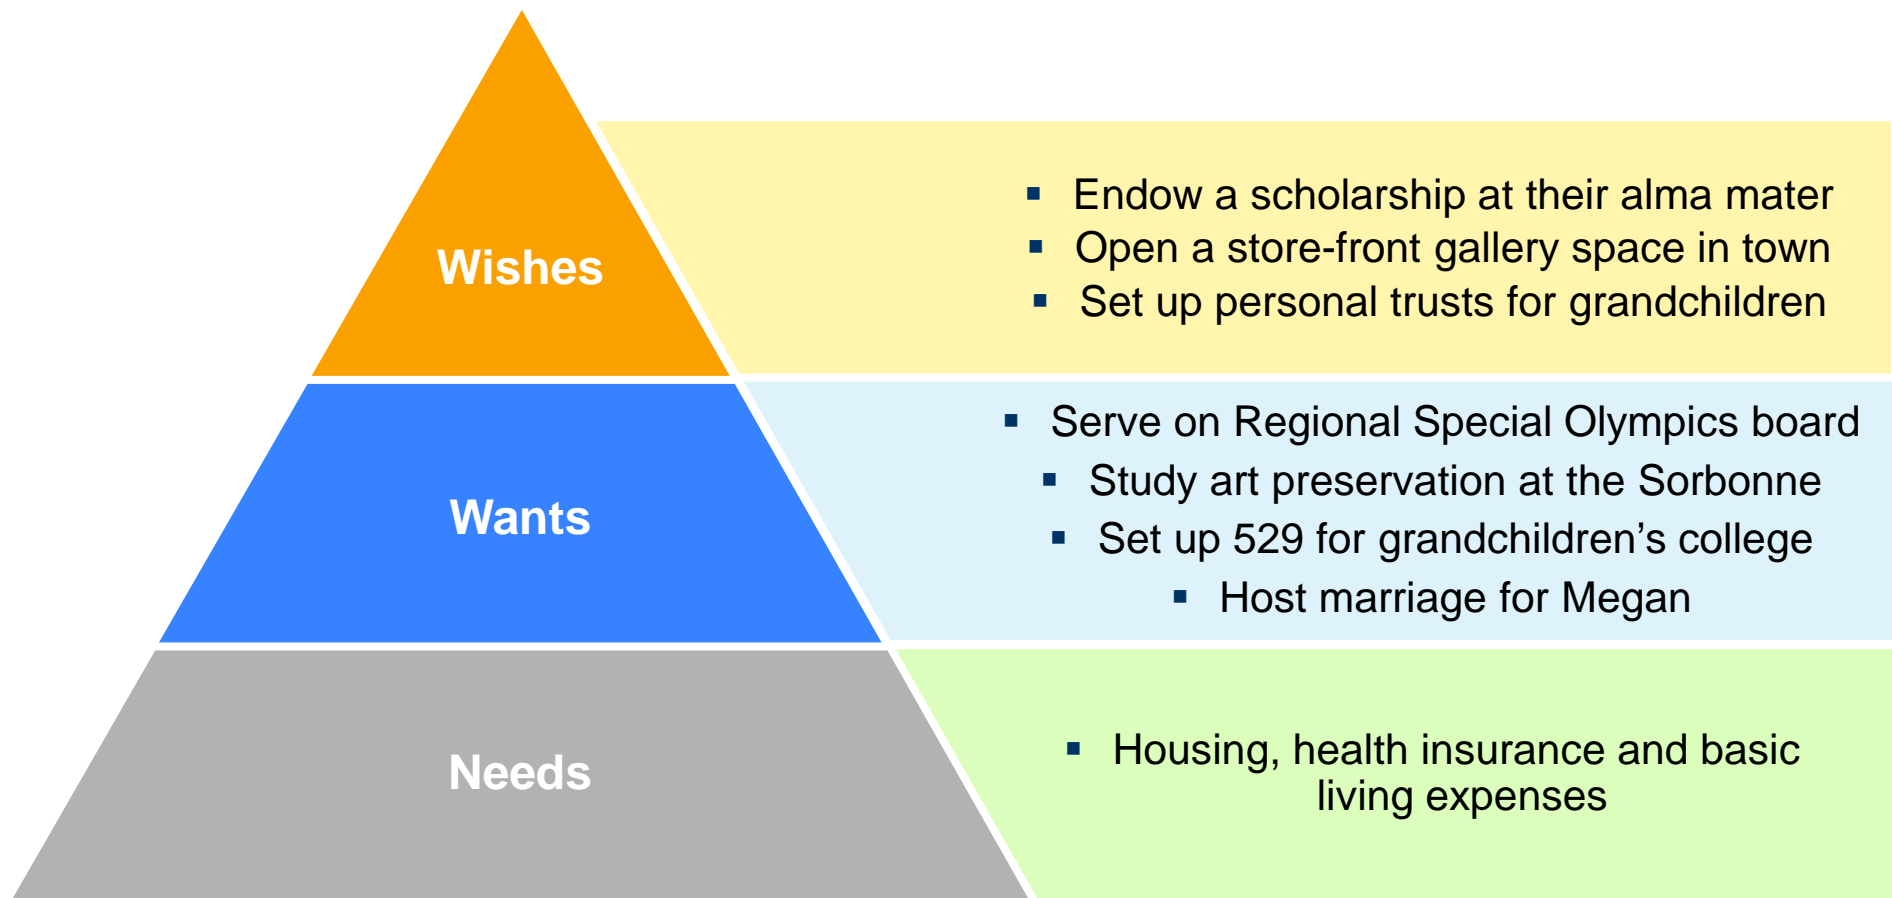 Wishes
▪ Endow a scholarship at their alma mater
▪ Open a store-front gallery space in town
▪ Set up personal trusts for grandchildren
Wants
▪ Serve on Regional Special Olympics board
▪ Study art preservation at the Sorbonne
▪ Set up 529 for grandchildren’s college
▪ Host marriage for Megan
Needs
▪ Housing, health insurance and basic
living expenses